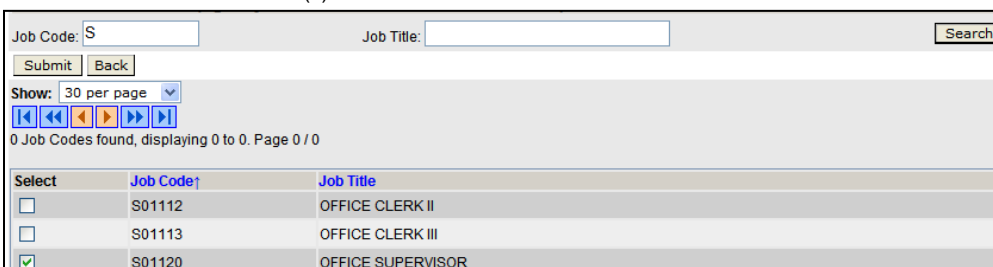 Job Code: S Job Title: Search
Submit Back
Show: 30 per page
0 Job Codes found, displaying 0 to 0. Page 0 / 0
Select Job Code↑ Job Title
S01112 OFFICE CLERK II
S01113 OFFICE CLERK III
S01120 OFFICE SUPERVISOR